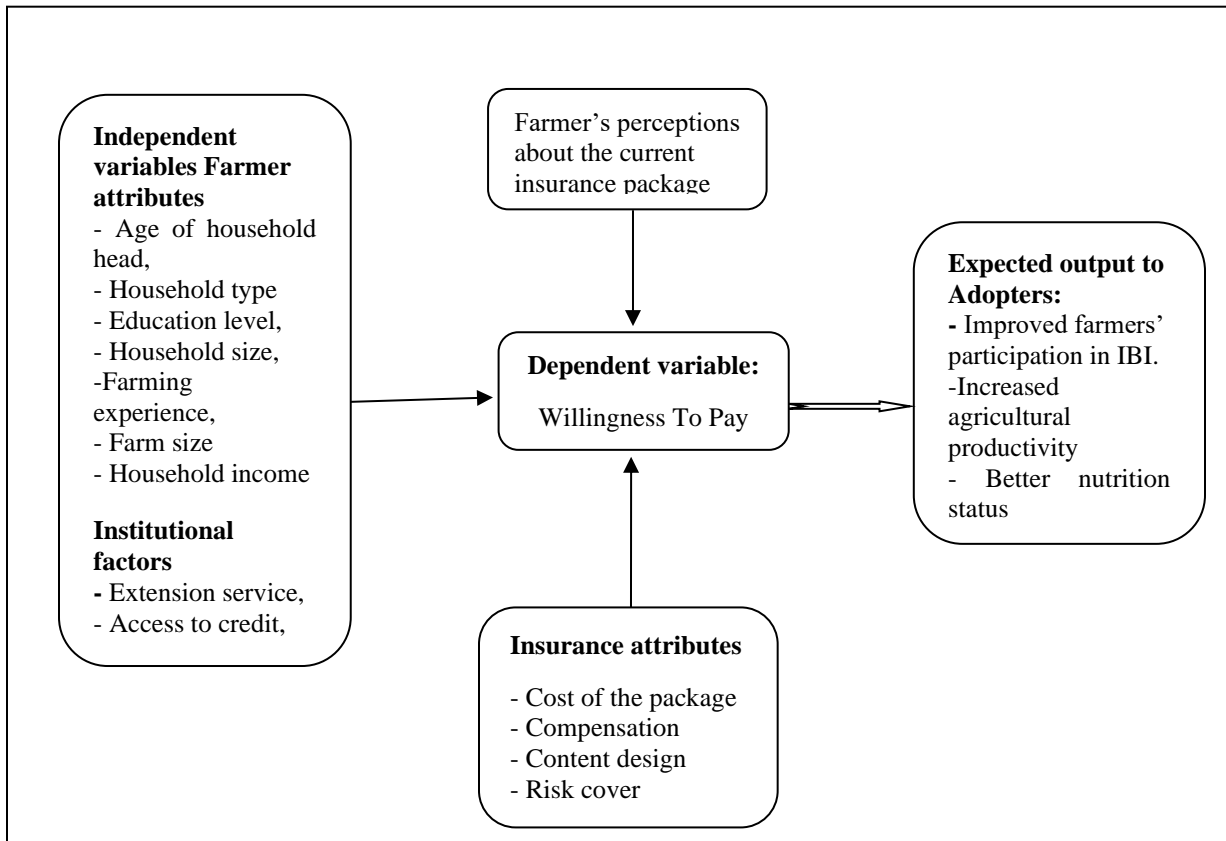 Independent
variables Farmer
attributes
- Age of household
head,
- Household type
- Education level,
- Household size,
-Farming
experience,
- Farm size
- Household income
Institutional
factors
- Extension service,
- Access to credit,
Farmer’s perceptions
about the current
insurance package
Dependent variable:
Willingness To Pay
Insurance attributes
- Cost of the package
- Compensation
- Content design
- Risk cover
Expected output to
Adopters:
- Improved farmers’
participation in IBI.
-Increased
agricultural
productivity
- Better nutrition
status